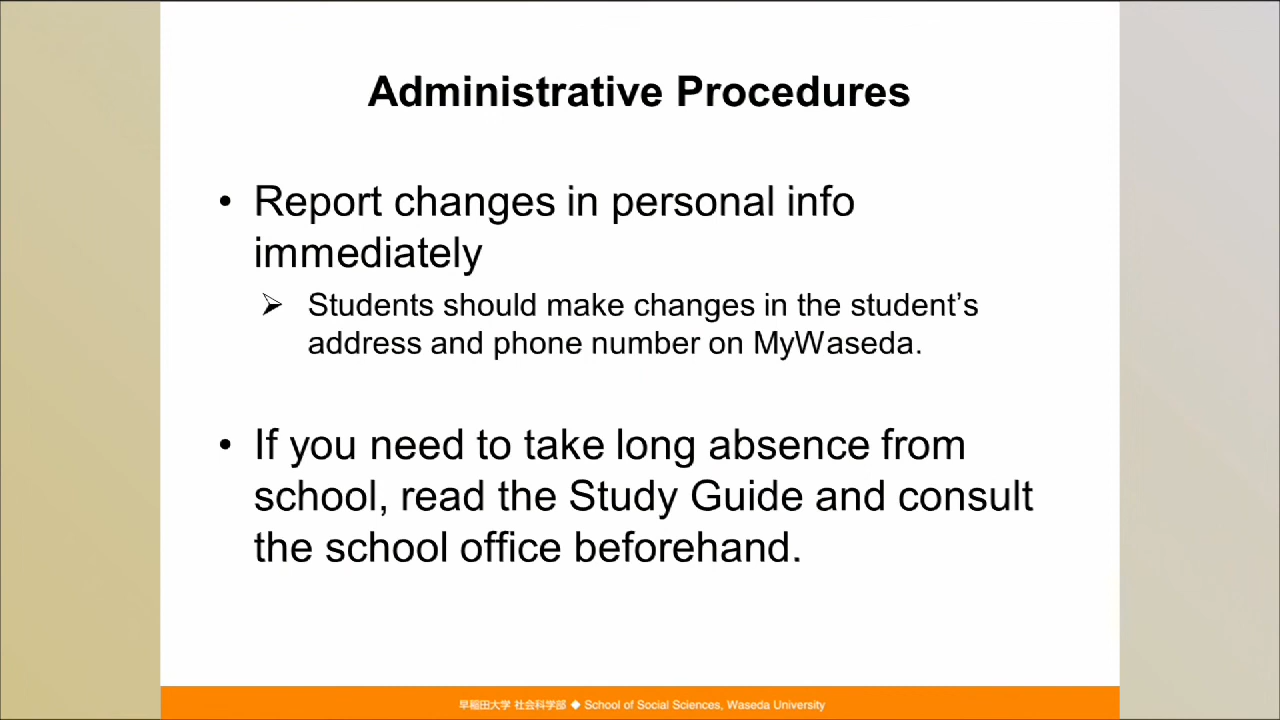 Administrative Procedures
• Report changes in personal info
immediately
➢ Students should make changes in the student’s
address and phone number on MyWaseda.
• If you need to take long absence from
school, read the Study Guide and consult
the school office beforehand.
早稲田大学 社会科学部 ◆ School of Social Sciences, Waseda University